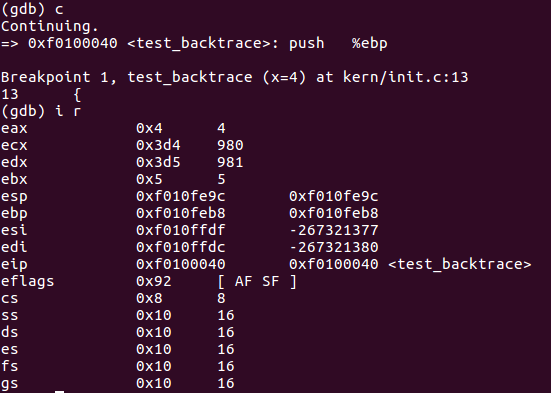 (gdb) c
Continuing.
=> 0xf0100040 <test_backtrace>: push   %ebp

Breakpoint 1, test_backtrace (x=4) at kern/init.c:13
13      {
(gdb) i r
eax            0x4      4
ecx            0x3d4    980
edx            0x3d5    981
ebx            0x5      5
esp            0xf010fe9c       0xf010fe9c
ebp            0xf010feb8       0xf010feb8
esi            0xf010ffdf       -267321377
edi            0xf010ffdc       -267321380
eip            0xf0100040       0xf0100040 <test_backtrace>
eflags         0x92     [ AF SF ]
cs             0x8      8
ss             0x10     16
ds             0x10     16
es             0x10     16
fs             0x10     16
gs             0x10     16